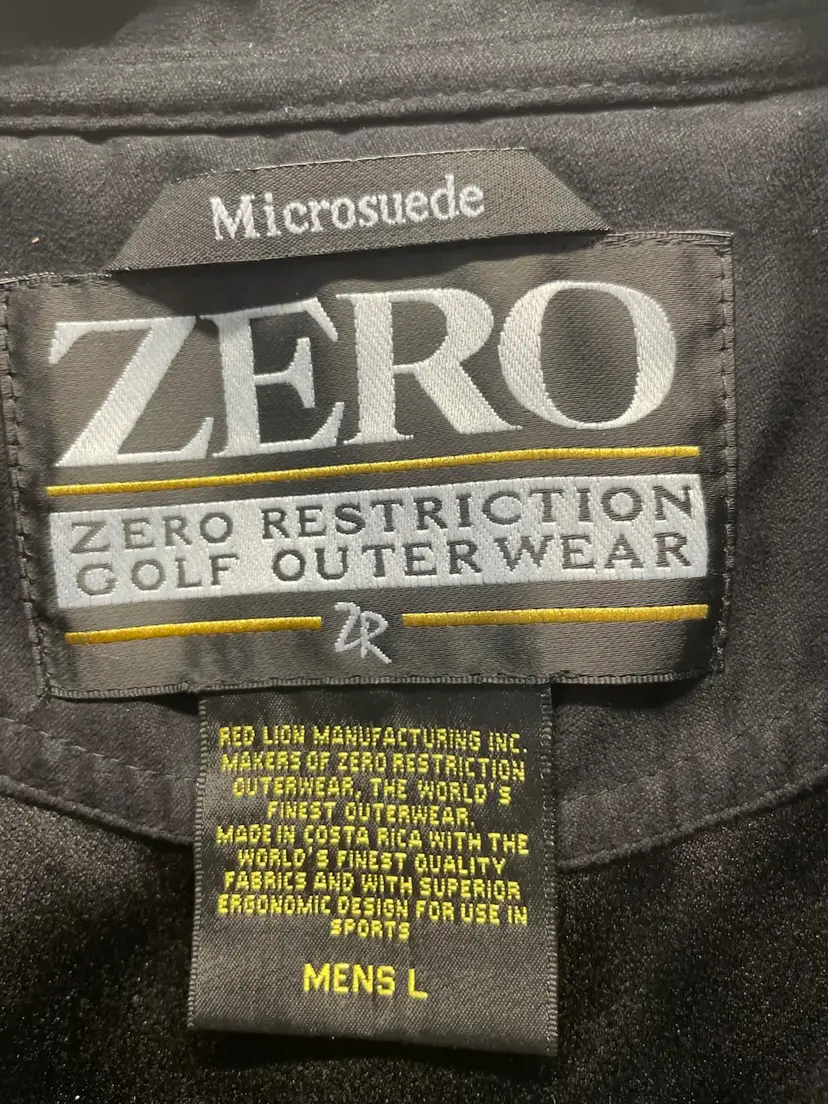 Microsuede
ZERO
ZERO RESTRICTION
GOLF OUTERWEAR
ZR
RED LION MANUFACTURING INC.
MAKERS OF ZERO RESTRICTION
OUTERWEAR, THE WORLD'S
FINEST OUTERWEAR.
MADE IN COSTA RICA WITH THE
WORLD'S FINEST QUALITY
FABRICS AND WITH SUPERIOR
ERGONOMIC DESIGN FOR USE IN
SPORTS
MENS L